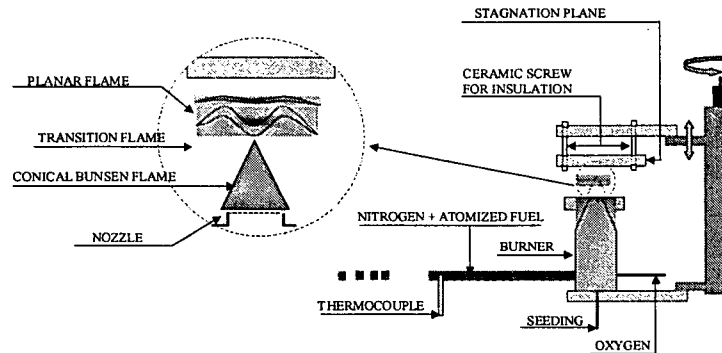 STAGNATION PLANE
CERAMIC SCREW
FOR INSULATION
PLANAR FLAME
TRANSITION FLAME
CONICAL BUNSEN FLAME
NOZZLE
NITROGEN + ATOMIZED FUEL
BURNER
THERMOCOUPLE
SEEDING
OXYGEN